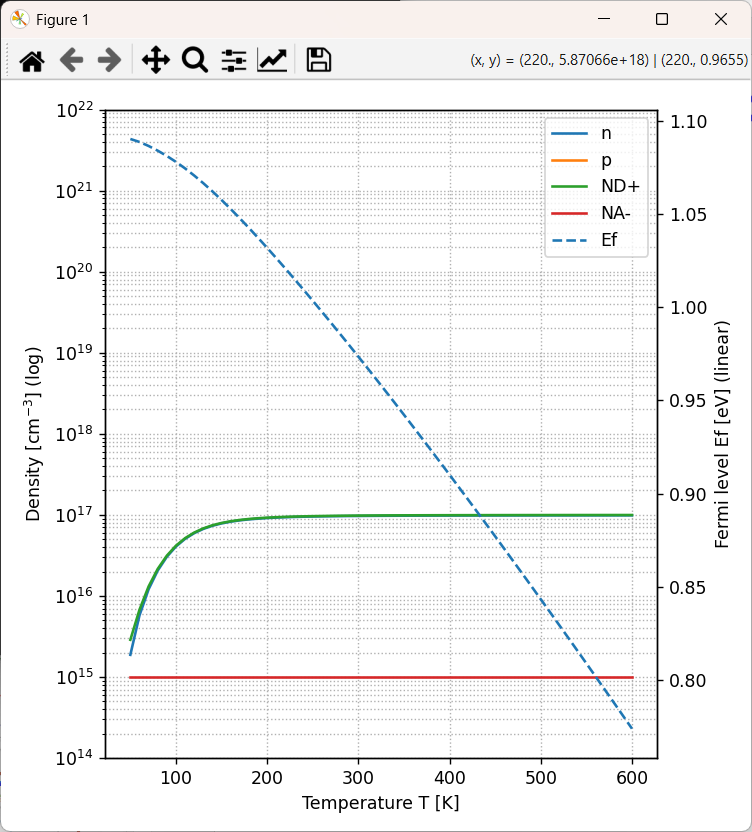 Figure 1
(x, y) = (220., 5.87066e+18) | (220., 0.9655)
10²²
10²¹
10²⁰
10¹⁹
10¹⁸
10¹⁷
10¹⁶
10¹⁵
10¹⁴
Density [cm⁻³] (log)
n
p
ND+
NA-
Ef
1.10
1.05
1.00
0.95
0.90
0.85
0.80
Fermi level Ef [eV] (linear)
100 200 300 400 500 600
Temperature T [K]